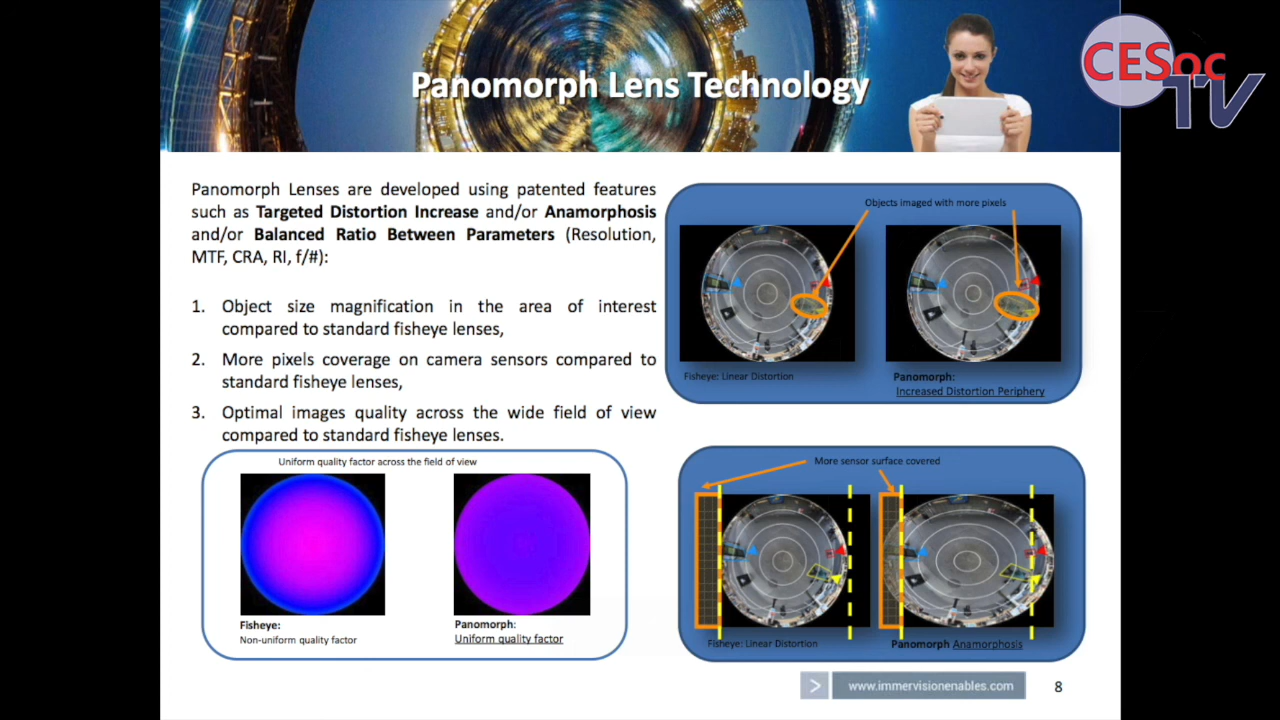 Panomorph Lens Technology
CESoc
TV
Panomorph Lenses are developed using patented features
such as Targeted Distortion Increase and/or Anamorphosis
and/or Balanced Ratio Between Parameters (Resolution,
MTF, CRA, RI, f/#):
1. Object size magnification in the area of interest
compared to standard fisheye lenses,
2. More pixels coverage on camera sensors compared to
standard fisheye lenses,
3. Optimal images quality across the wide field of view
compared to standard fisheye lenses.
Uniform quality factor across the field of view
Fisheye:
Non-uniform quality factor
Panomorph:
Uniform quality factor
Objects imaged with more pixels
Fisheye: Linear Distortion
Panomorph:
Increased Distortion Periphery
More sensor surface covered
Fisheye: Linear Distortion
Panomorph Anamorphosis
> www.immervisionenables.com
8